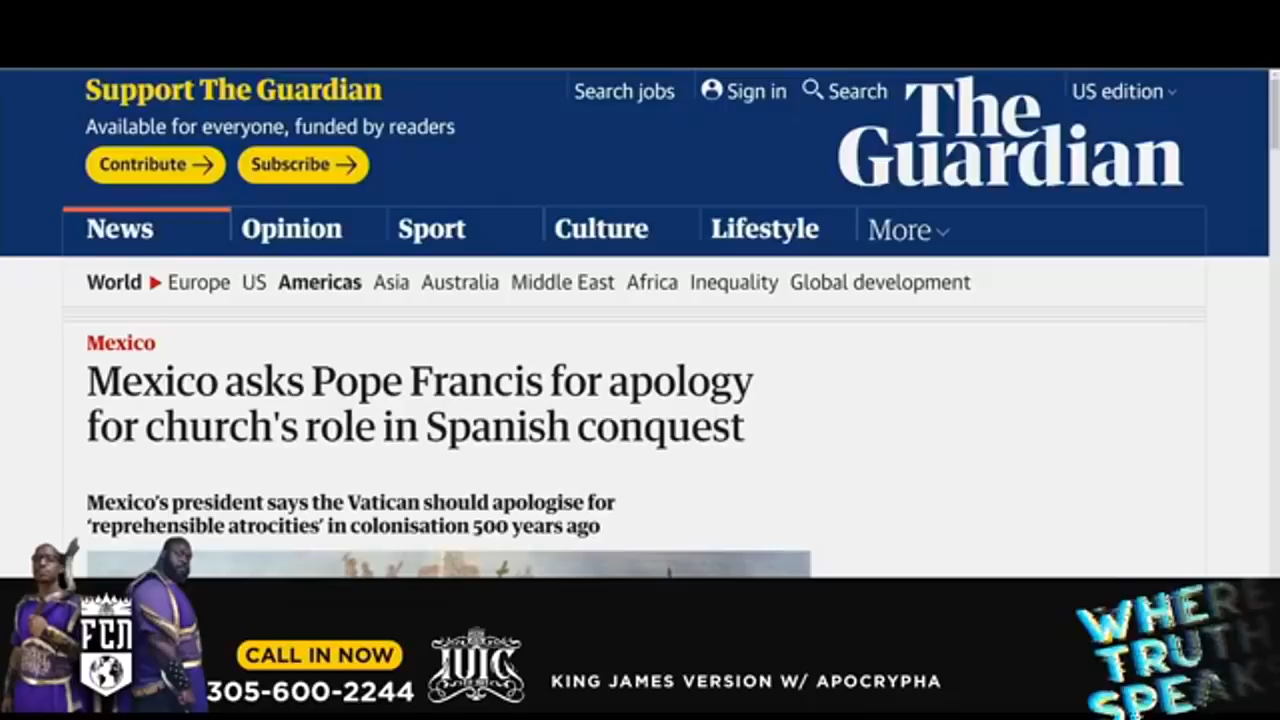 Support The Guardian
Available for everyone, funded by readers
Contribute →
Subscribe →
Search jobs
Sign in
Search
US edition
The
Guardian
News
Opinion
Sport
Culture
Lifestyle
More
World ▶ Europe US Americas Asia Australia Middle East Africa Inequality Global development
Mexico
Mexico asks Pope Francis for apology
for church's role in Spanish conquest
Mexico's president says the Vatican should apologise for
'reprehensible atrocities' in colonisation 500 years ago
FCN
CALL IN NOW
305-600-2244
IUIC
KING JAMES VERSION W/ APOCRYPHA
WHERE
TRUTH
SPEAK